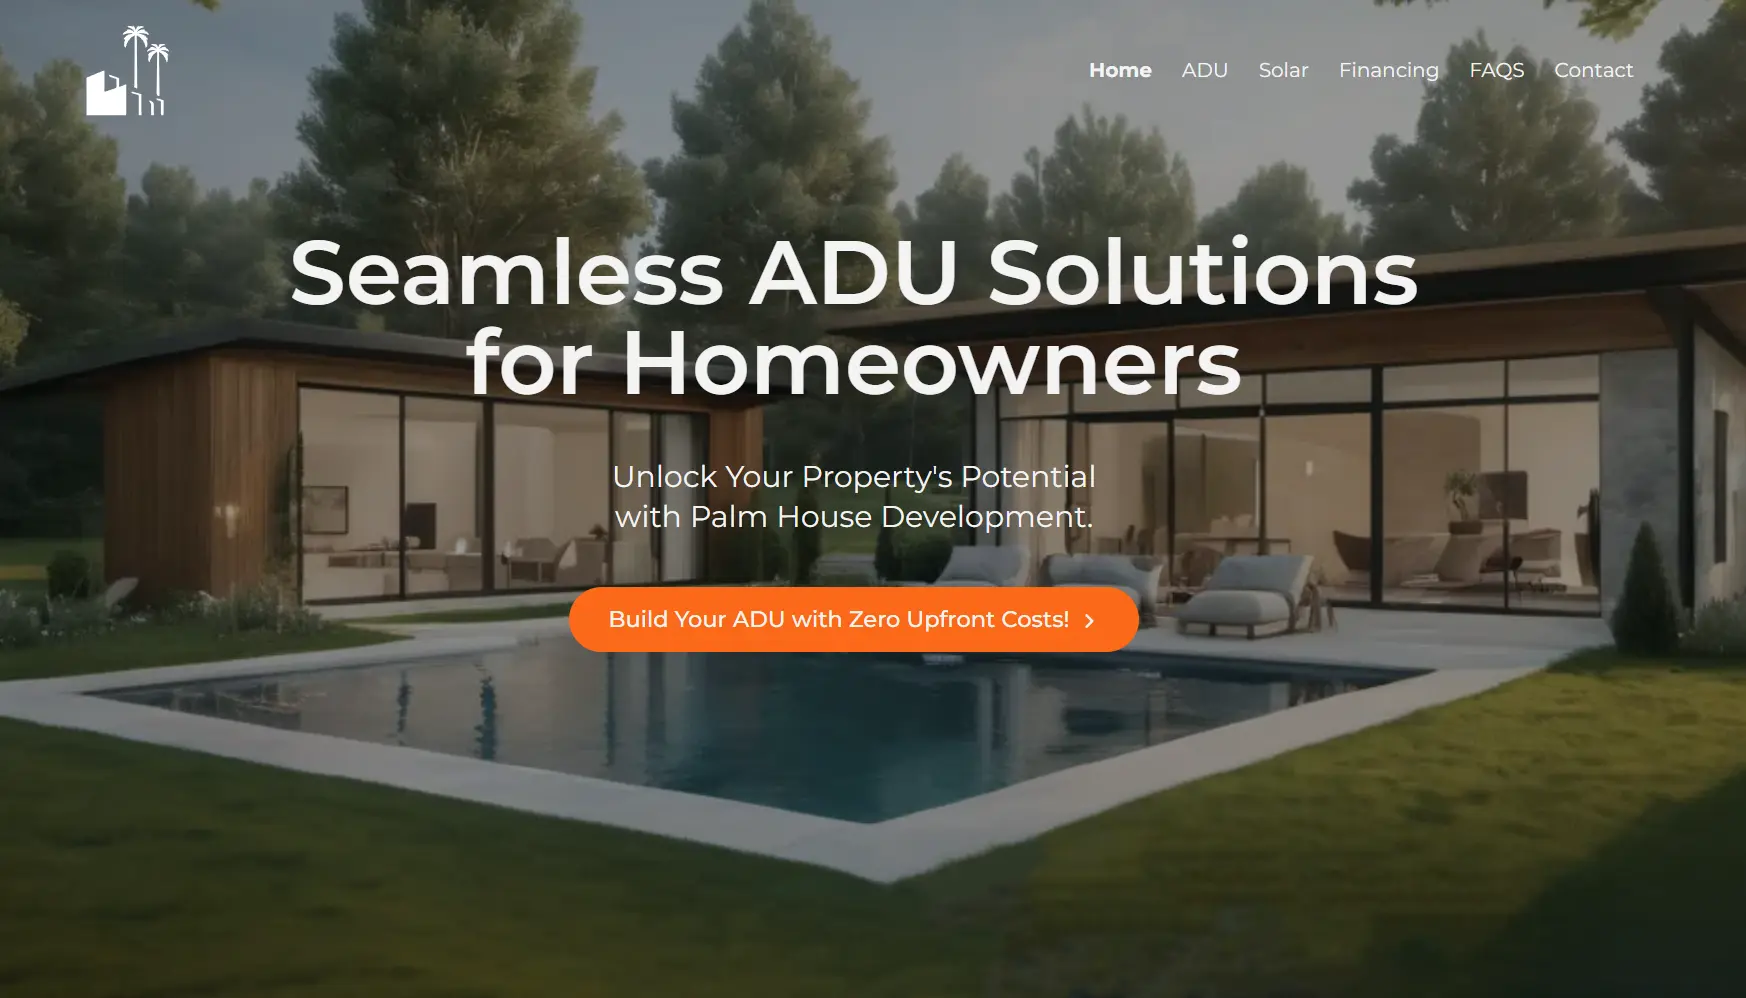 Home ADU Solar Financing FAQS Contact
Seamless ADU Solutions
for Homeowners
Unlock Your Property's Potential
with Palm House Development.
Build Your ADU with Zero Upfront Costs!